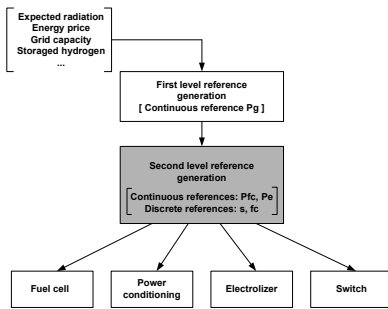 Expected radiation
Energy price
Grid capacity
Storaged hydrogen
...
First level reference
generation
[ Continuous reference Pg ]
Second level reference
generation
Continuous references: Pfc, Pe
Discrete references: s, fc
Fuel cell
Power
conditioning
Electrolizer
Switch